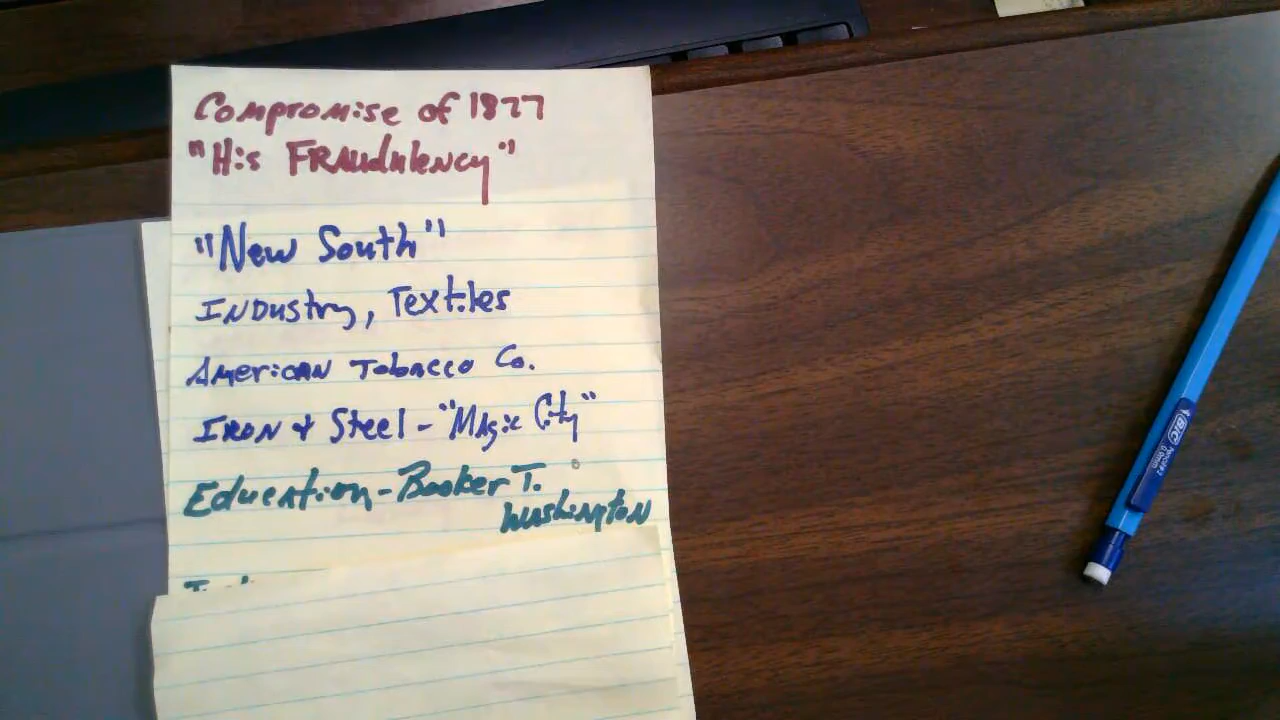 Compromise of 1877
"His Fraudulency"
"New South"
Industry, Textiles
American Tobacco Co.
Iron & Steel - "Magic City"
Education - Booker T.
Washington
BIC